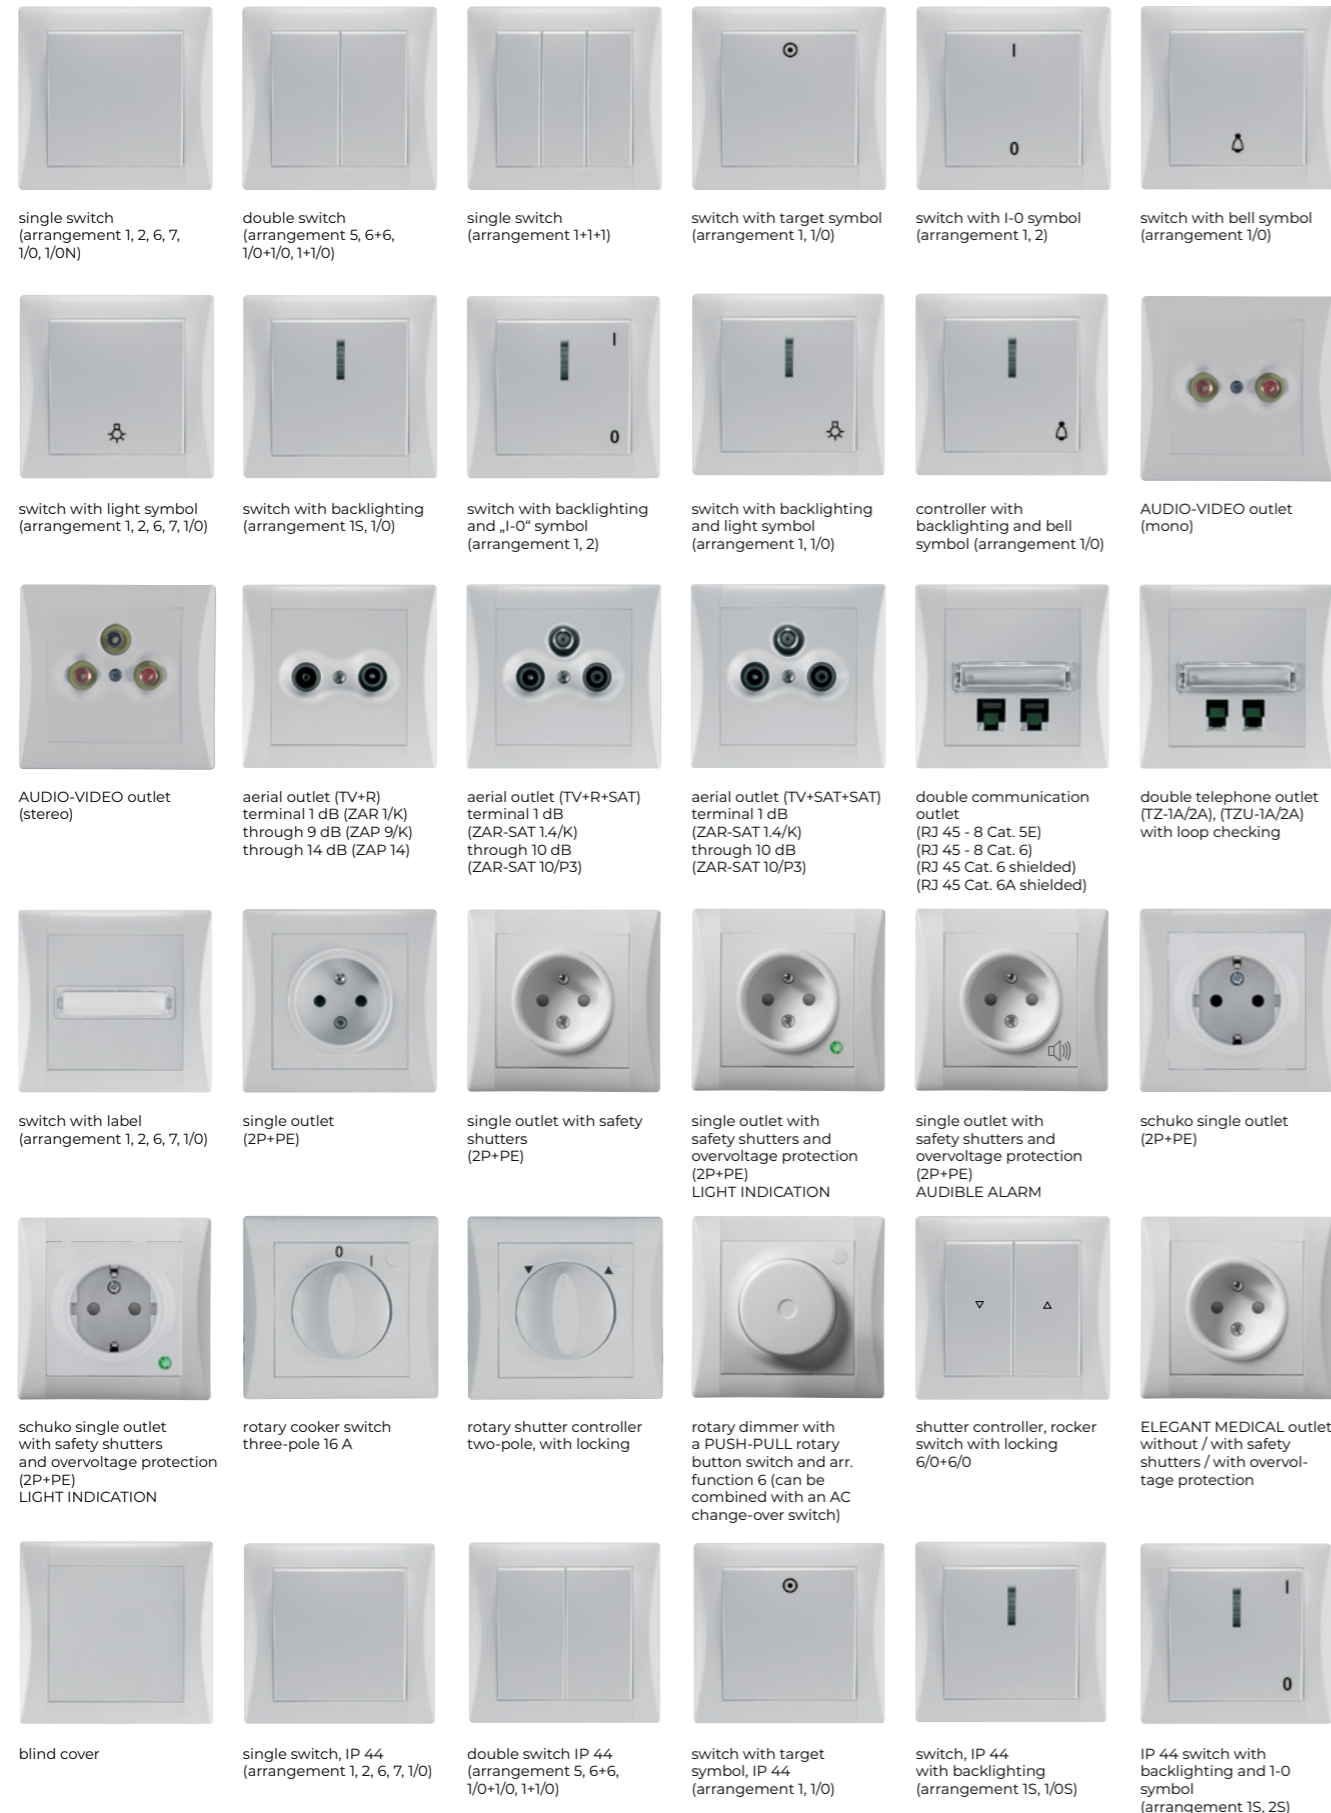 I
0
single switch
(arrangement 1, 2, 6, 7,
1/0, 1/0N)
double switch
(arrangement 5, 6+6,
1/0+1/0, 1+1/0)
single switch
(arrangement 1+1+1)
switch with target symbol
(arrangement 1, 1/0)
switch with I-0 symbol
(arrangement 1, 2)
switch with bell symbol
(arrangement 1/0)
I
0
switch with light symbol
(arrangement 1, 2, 6, 7, 1/0)
switch with backlighting
(arrangement 1S, 1/0)
switch with backlighting
and „I-0“ symbol
(arrangement 1, 2)
switch with backlighting
and light symbol
(arrangement 1, 1/0)
controller with
backlighting and bell
symbol (arrangement 1/0)
AUDIO-VIDEO outlet
(mono)
AUDIO-VIDEO outlet
(stereo)
aerial outlet (TV+R)
terminal 1 dB (ZAR 1/K)
through 9 dB (ZAP 9/K)
through 14 dB (ZAP 14)
aerial outlet (TV+R+SAT)
terminal 1 dB
(ZAR-SAT 1.4/K)
through 10 dB
(ZAR-SAT 10/P3)
aerial outlet (TV+SAT+SAT)
terminal 1 dB
(ZAR-SAT 1.4/K)
through 10 dB
(ZAR-SAT 10/P3)
double communication
outlet
(RJ 45 - 8 Cat. 5E)
(RJ 45 - 8 Cat. 6)
(RJ 45 Cat. 6 shielded)
(RJ 45 Cat. 6A shielded)
double telephone outlet
(TZ-1A/2A), (TZU-1A/2A)
with loop checking
switch with label
(arrangement 1, 2, 6, 7, 1/0)
single outlet
(2P+PE)
single outlet with safety
shutters
(2P+PE)
single outlet with
safety shutters and
overvoltage protection
(2P+PE)
LIGHT INDICATION
single outlet with
safety shutters and
overvoltage protection
(2P+PE)
AUDIBLE ALARM
schuko single outlet
(2P+PE)
0
I
schuko single outlet
with safety shutters
and overvoltage protection
(2P+PE)
LIGHT INDICATION
rotary cooker switch
three-pole 16 A
rotary shutter controller
two-pole, with locking
rotary dimmer with
a PUSH-PULL rotary
button switch and arr.
function 6 (can be
combined with an AC
change-over switch)
shutter controller, rocker
switch with locking
6/0+6/0
ELEGANT MEDICAL outlet
without / with safety
shutters / with overvol-
tage protection
I
0
blind cover
single switch, IP 44
(arrangement 1, 2, 6, 7, 1/0)
double switch IP 44
(arrangement 5, 6+6,
1/0+1/0, 1+1/0)
switch with target
symbol, IP 44
(arrangement 1, 1/0)
switch, IP 44
with backlighting
(arrangement 1S, 1/0S)
IP 44 switch with
backlighting and 1-0
symbol
(arrangement 1S, 2S)